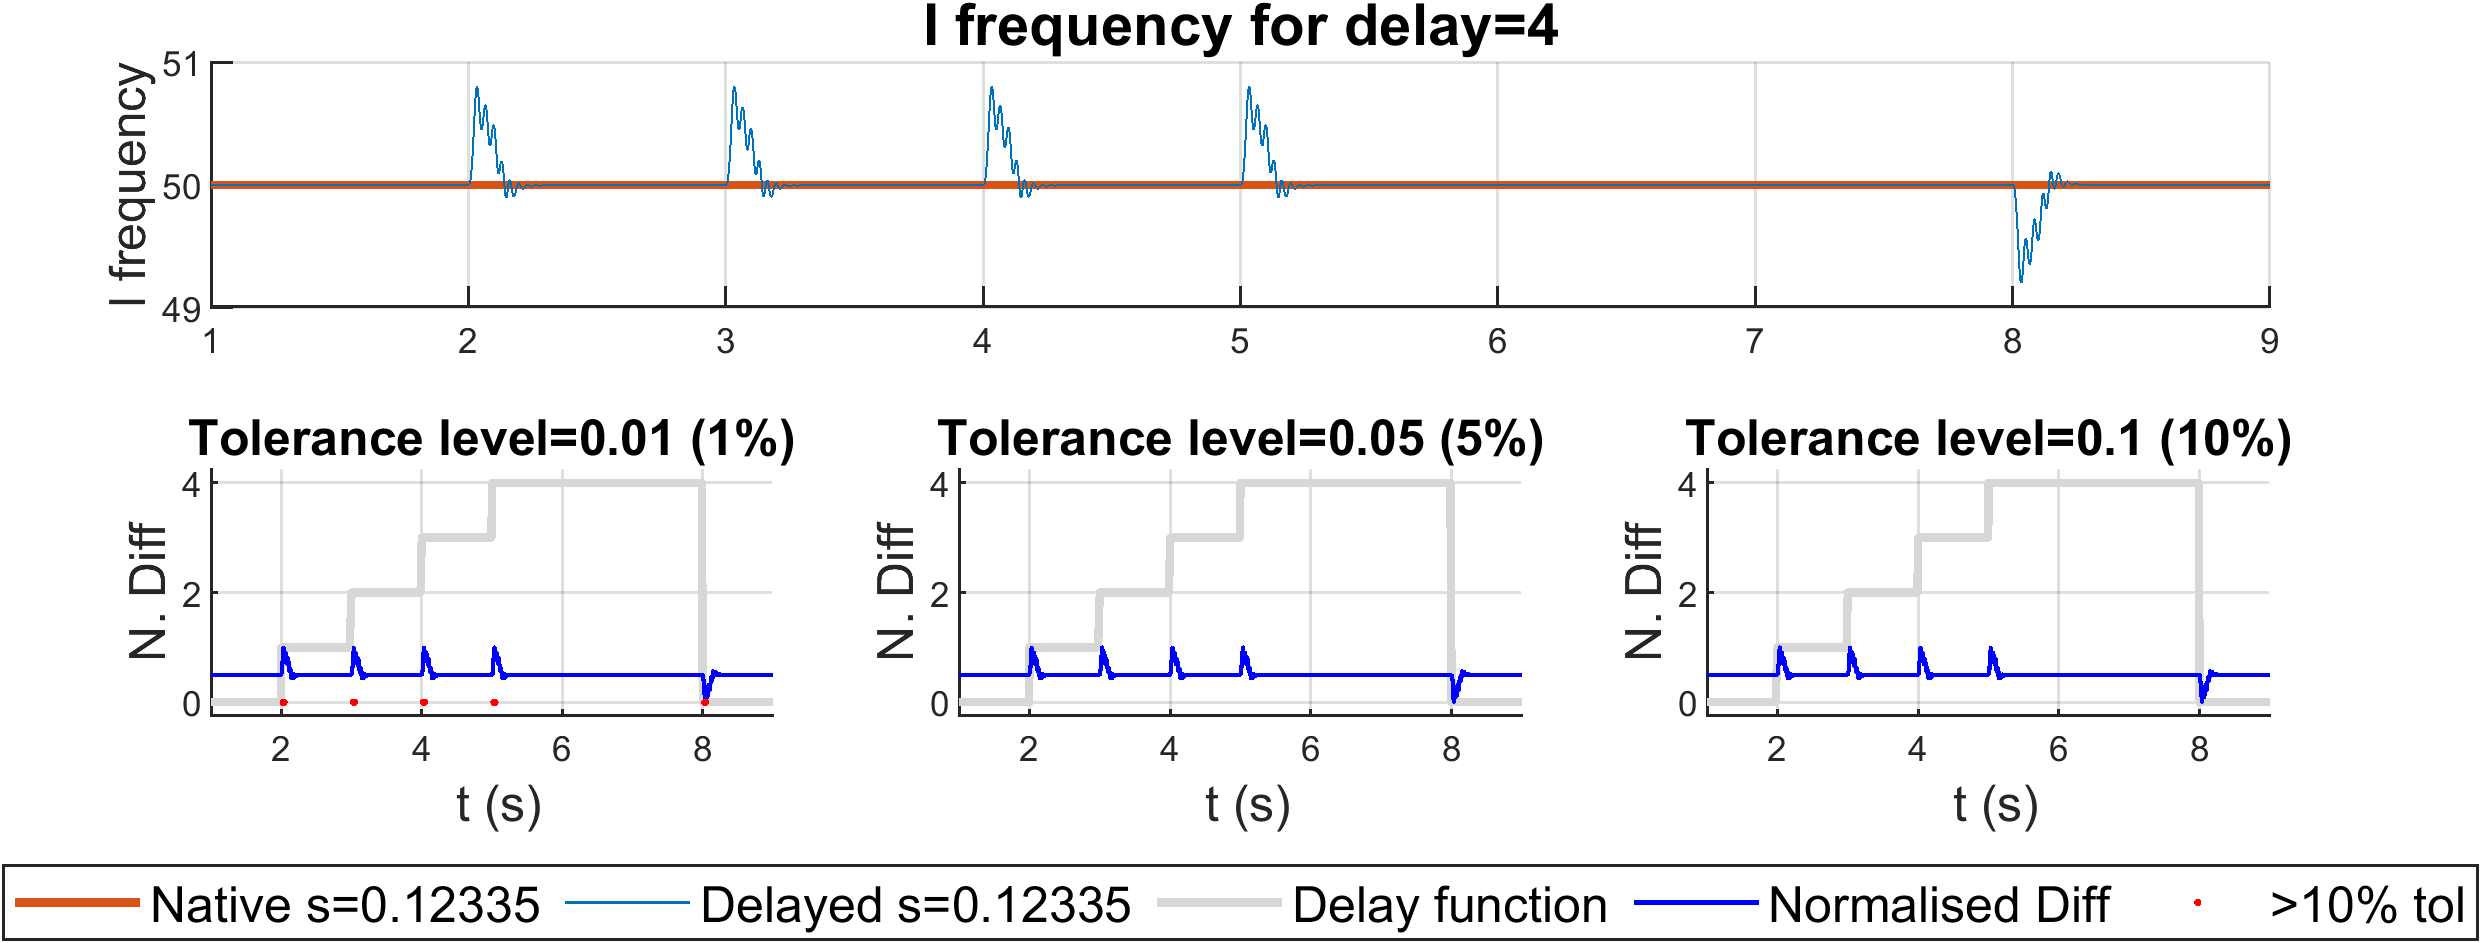 I frequency for delay=4
I frequency
51
50
49
1 2 3 4 5 6 7 8 9
Tolerance level=0.01 (1%)
N. Diff
4
2
0
2 4 6 8
t (s)
Tolerance level=0.05 (5%)
N. Diff
4
2
0
2 4 6 8
t (s)
Tolerance level=0.1 (10%)
N. Diff
4
2
0
2 4 6 8
t (s)
Native s=0.12335 Delayed s=0.12335 Delay function Normalised Diff >10% tol